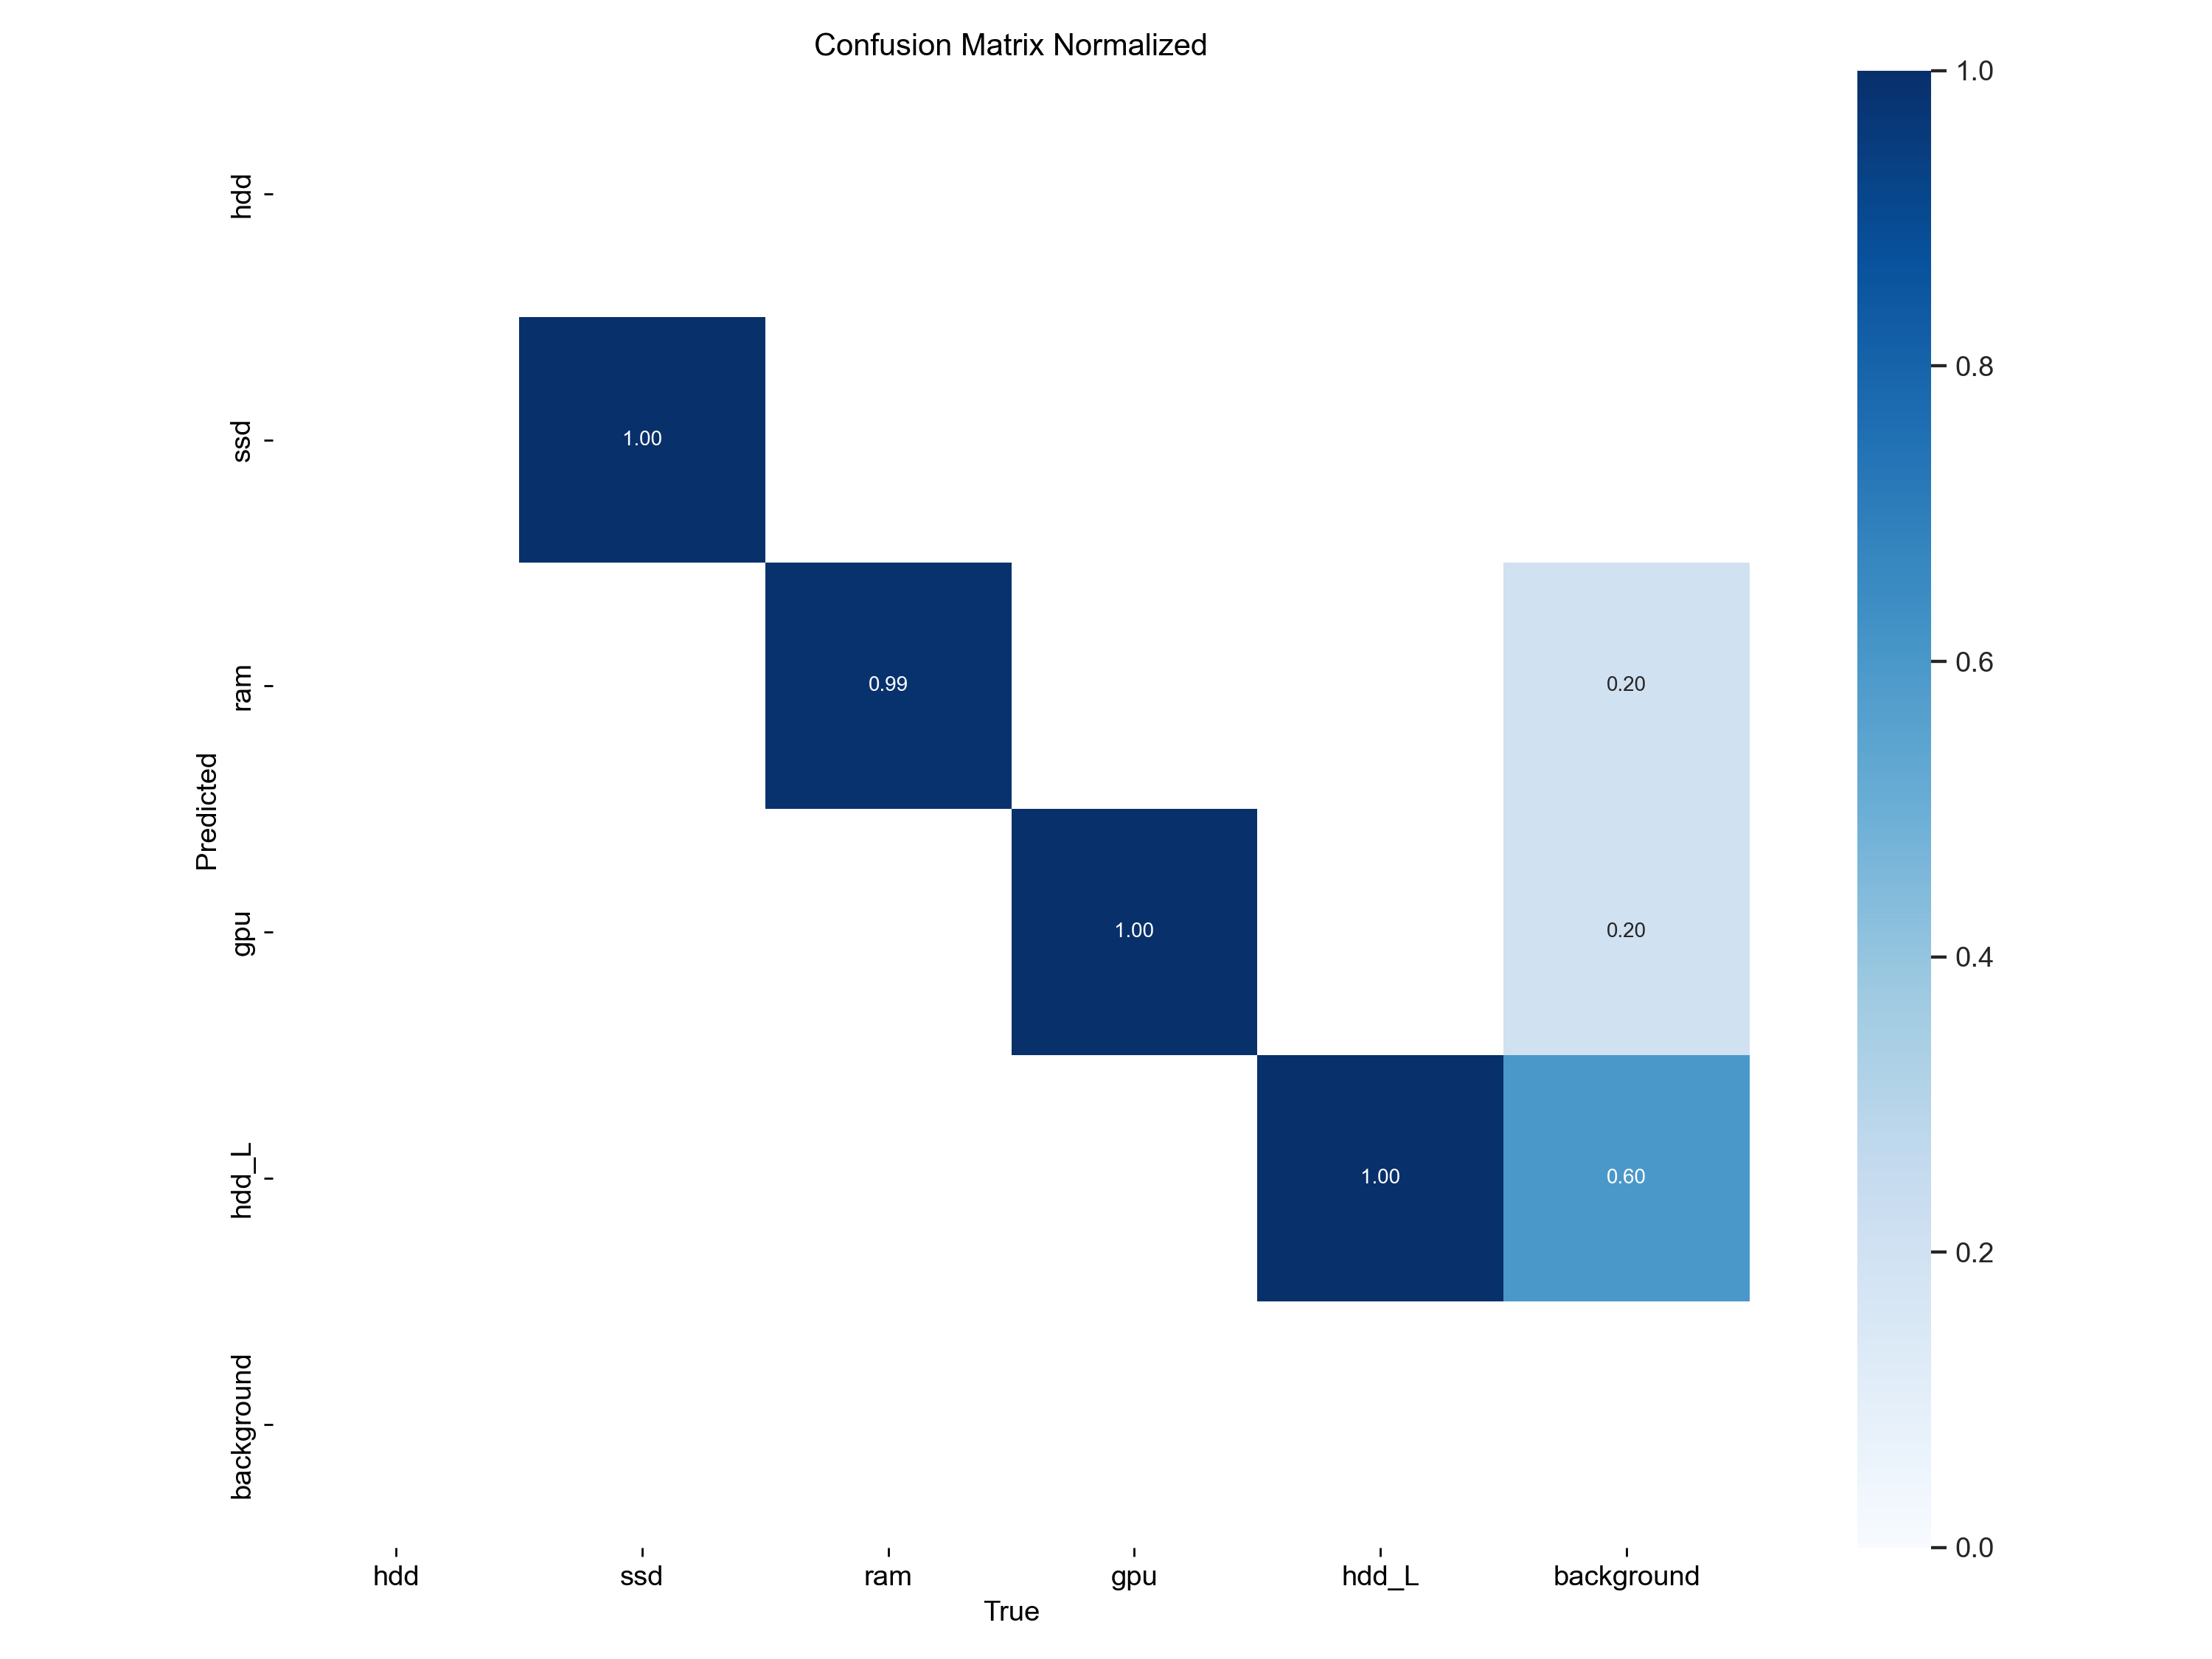 Confusion Matrix Normalized
1.0
hdd
0.8
ssd
1.00
0.6
ram
0.99
0.20
Predicted
0.4
gpu
1.00
0.20
hdd_L
1.00
0.60
0.2
background
0.0
hdd
ssd
ram
gpu
hdd_L
background
True